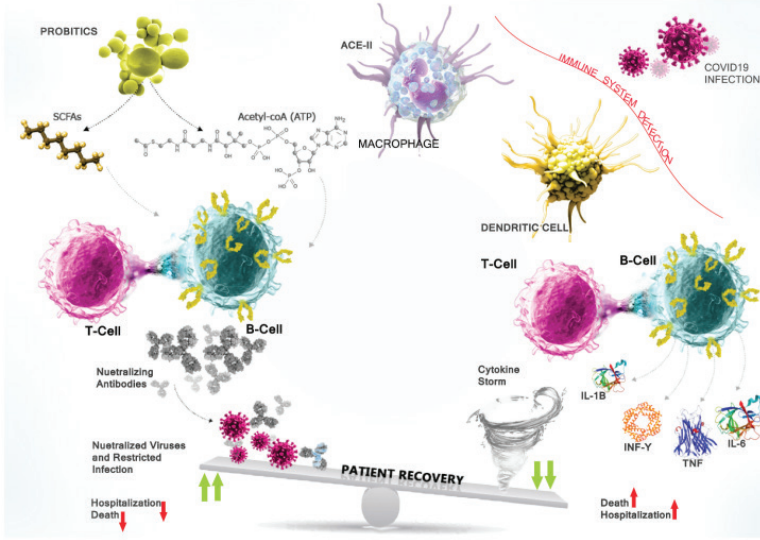 PROBITICS
SCFAs
Acetyl-coA (ATP)
ACE-II
MACROPHAGE
IMMUNE SYSTEM DETECTION
COVID19
INFECTION
DENDRITIC CELL
T-Cell
B-Cell
T-Cell
B-Cell
Nuetralizing
Antibodies
Nuetralized Viruses
and Restricted
Infection
Hospitalization
Death
PATIENT RECOVERY
Cytokine
Storm
IL-1B
INF-Y
TNF
IL-6
Death
Hospitalization